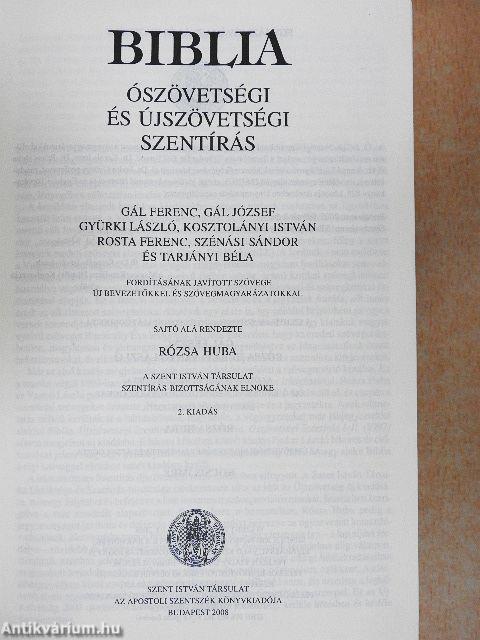 BIBLIA
ÓSZÖVETSÉGI
ÉS ÚJSZÖVETSÉGI
SZENTÍRÁS
GÁL FERENC, GÁL JÓZSEF
GYÜRKI LÁSZLÓ, KOSZTOLÁNYI ISTVÁN
ROSTA FERENC, SZÉNÁSI SÁNDOR
ÉS TARJÁNYI BÉLA
FORDÍTÁSÁNAK JAVÍTOTT SZÖVEGE
ÚJ BEVEZETŐKKEL ÉS SZÖVEGMAGYARÁZATOKKAL
SAJTÓ ALÁ RENDEZTE
RÓZSA HUBA
A SZENT ISTVÁN TÁRSULAT
SZENTÍRÁS-BIZOTTSÁGÁNAK ELNÖKE
2. KIADÁS
SZENT ISTVÁN TÁRSULAT
AZ APOSTOLI SZENTSZÉK KÖNYVKIADÓJA
BUDAPEST 2008
Antikvárium.hu